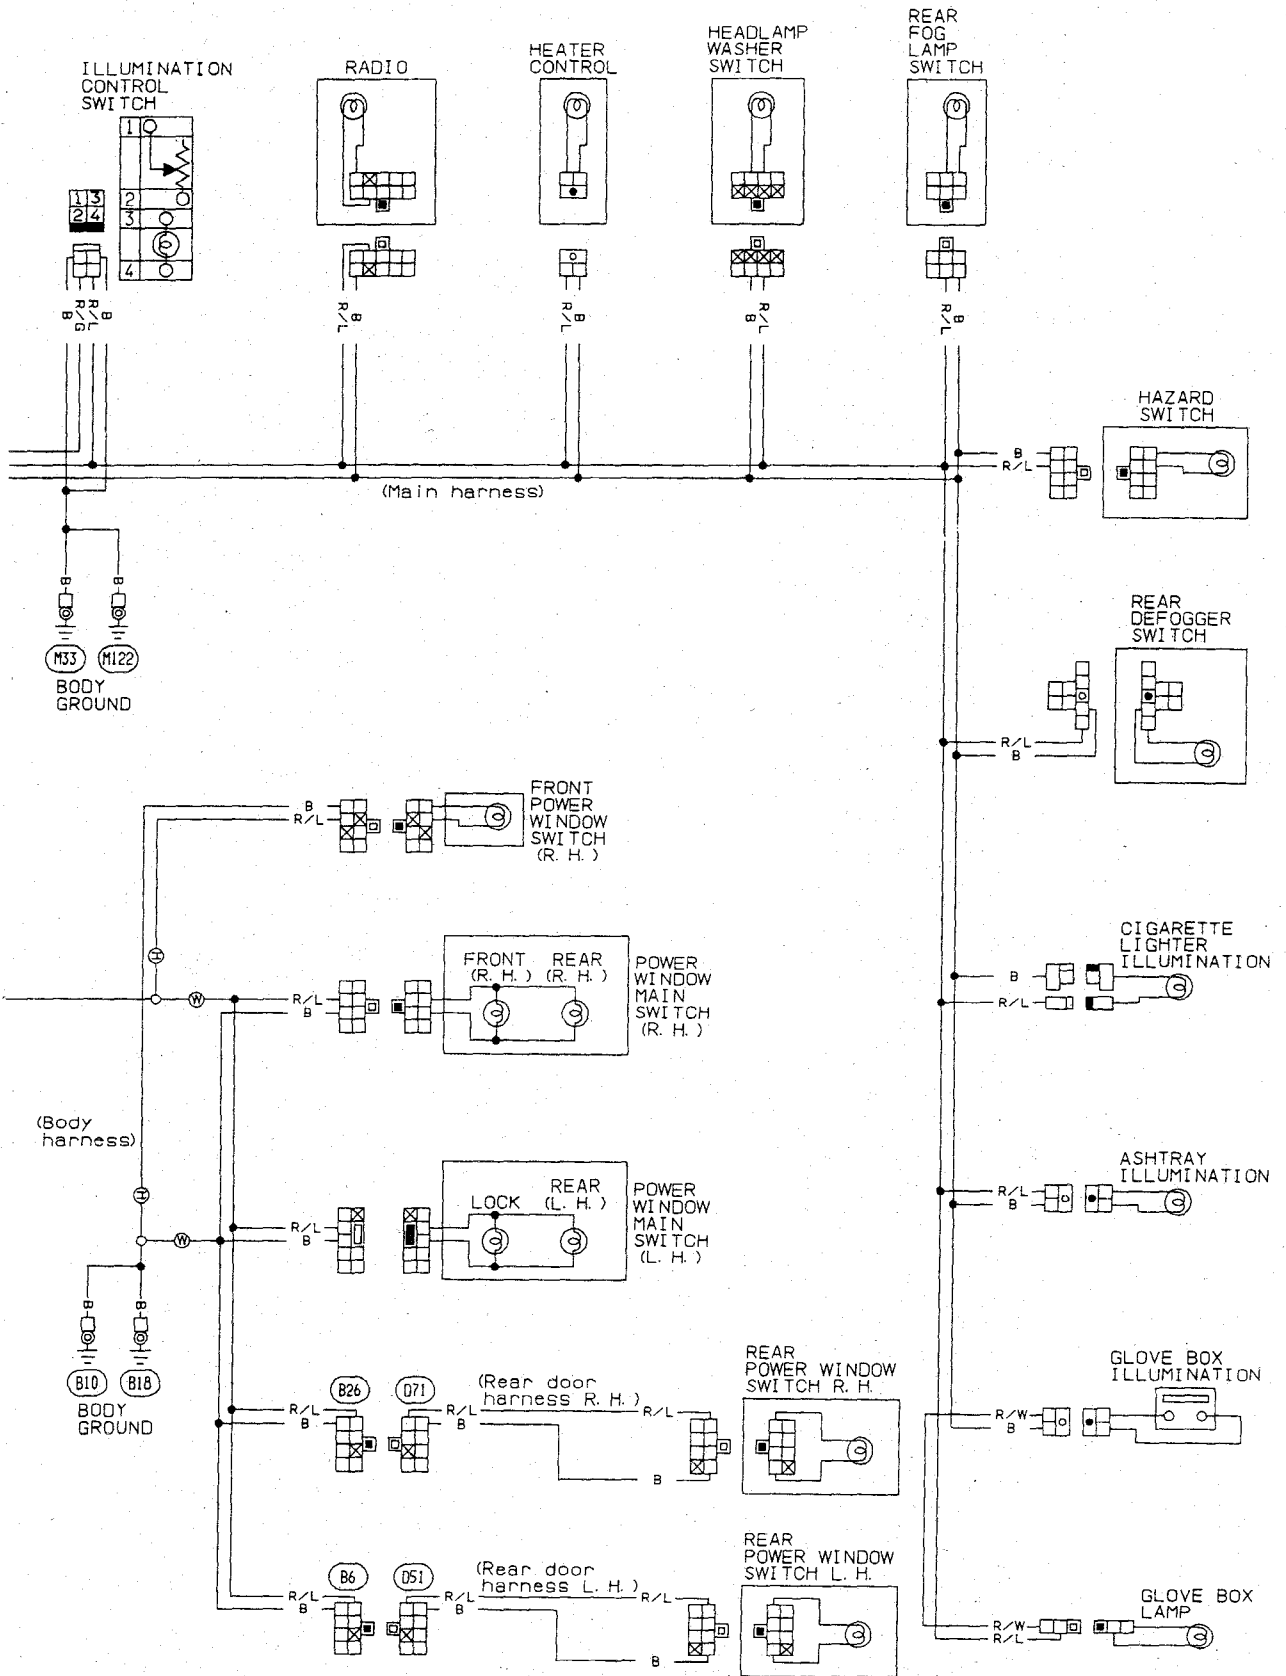 ILLUMINATION
CONTROL
SWITCH
1
2
3
4
1 3
2 4
B
R/G
R/L
B
RADIO
R/L
B
HEATER
CONTROL
R/L
B
HEADLAMP
WASHER
SWITCH
B
R/L
REAR
FOG
LAMP
SWITCH
R/L
B
(Main harness)
HAZARD
SWITCH
B
R/L
B
B
M33
M122
BODY
GROUND
REAR
DEFOGGER
SWITCH
R/L
B
FRONT
POWER
WINDOW
SWITCH
(R. H. )
B
R/L
H
W
FRONT
(R. H. )
REAR
(R. H. )
POWER
WINDOW
MAIN
SWITCH
(R. H. )
R/L
B
CIGARETTE
LIGHTER
ILLUMINATION
B
R/L
(Body
harness)
H
W
LOCK
REAR
(L. H. )
POWER
WINDOW
MAIN
SWITCH
(L. H. )
R/L
B
ASHTRAY
ILLUMINATION
R/L
B
B
B
B10
B18
BODY
GROUND
B26
D71
R/L
B
R/L
B
(Rear door
harness R. H. )
R/L
B
REAR
POWER WINDOW
SWITCH R. H.
GLOVE BOX
ILLUMINATION
R/W
B
B6
D51
R/L
B
R/L
B
(Rear door
harness L. H. )
R/L
B
REAR
POWER WINDOW
SWITCH L. H.
GLOVE BOX
LAMP
R/W
R/L